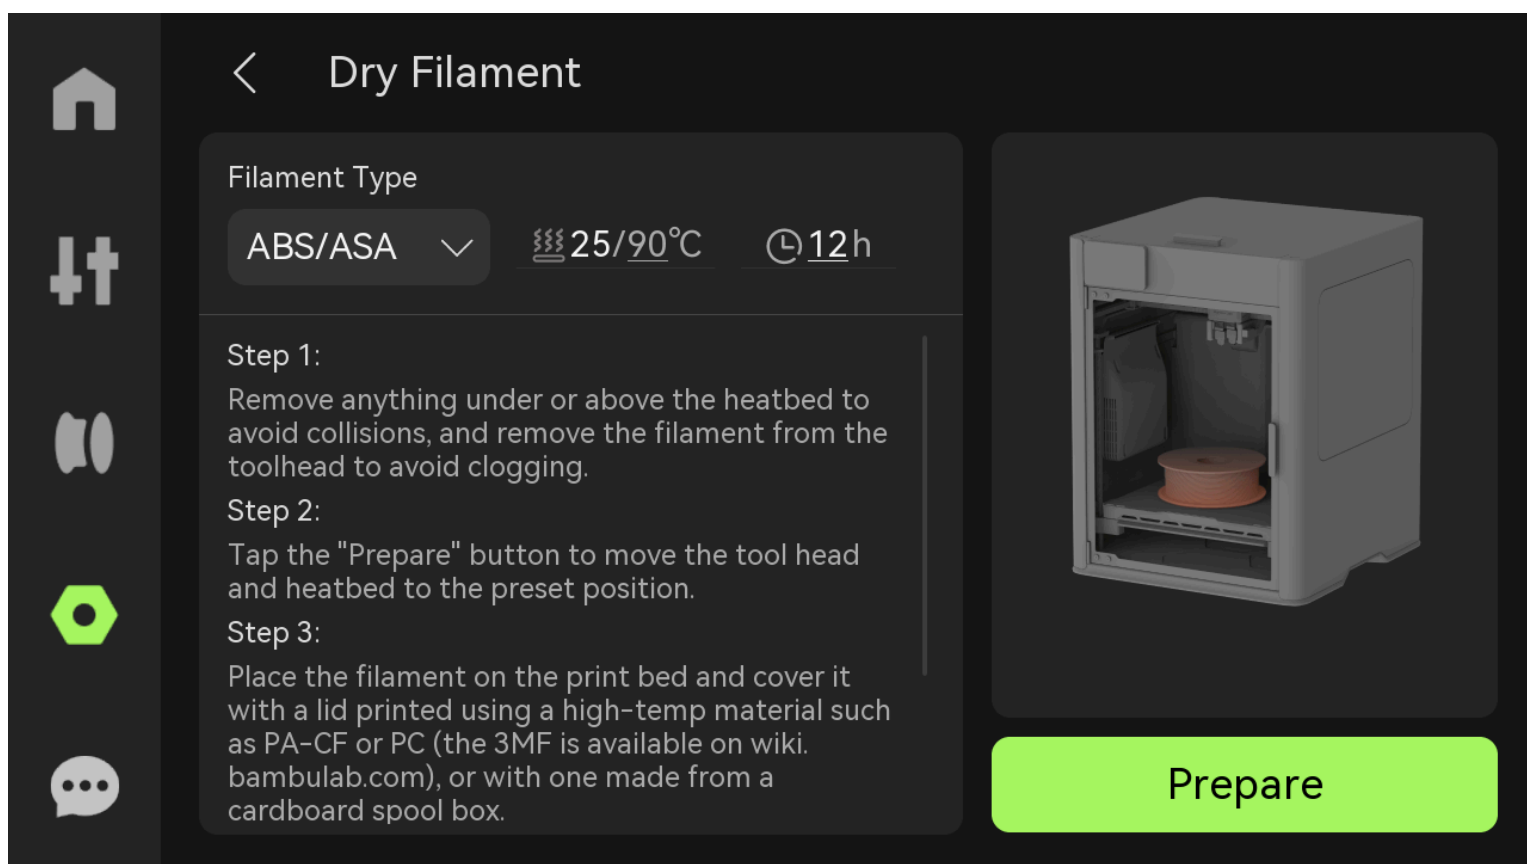 Dry Filament
Filament Type
ABS/ASA
25/90℃
12h
Step 1:
Remove anything under or above the heatbed to
avoid collisions, and remove the filament from the
toolhead to avoid clogging.
Step 2:
Tap the "Prepare" button to move the tool head
and heatbed to the preset position.
Step 3:
Place the filament on the print bed and cover it
with a lid printed using a high-temp material such
as PA-CF or PC (the 3MF is available on wiki.
bambulab.com), or with one made from a
cardboard spool box.
Prepare